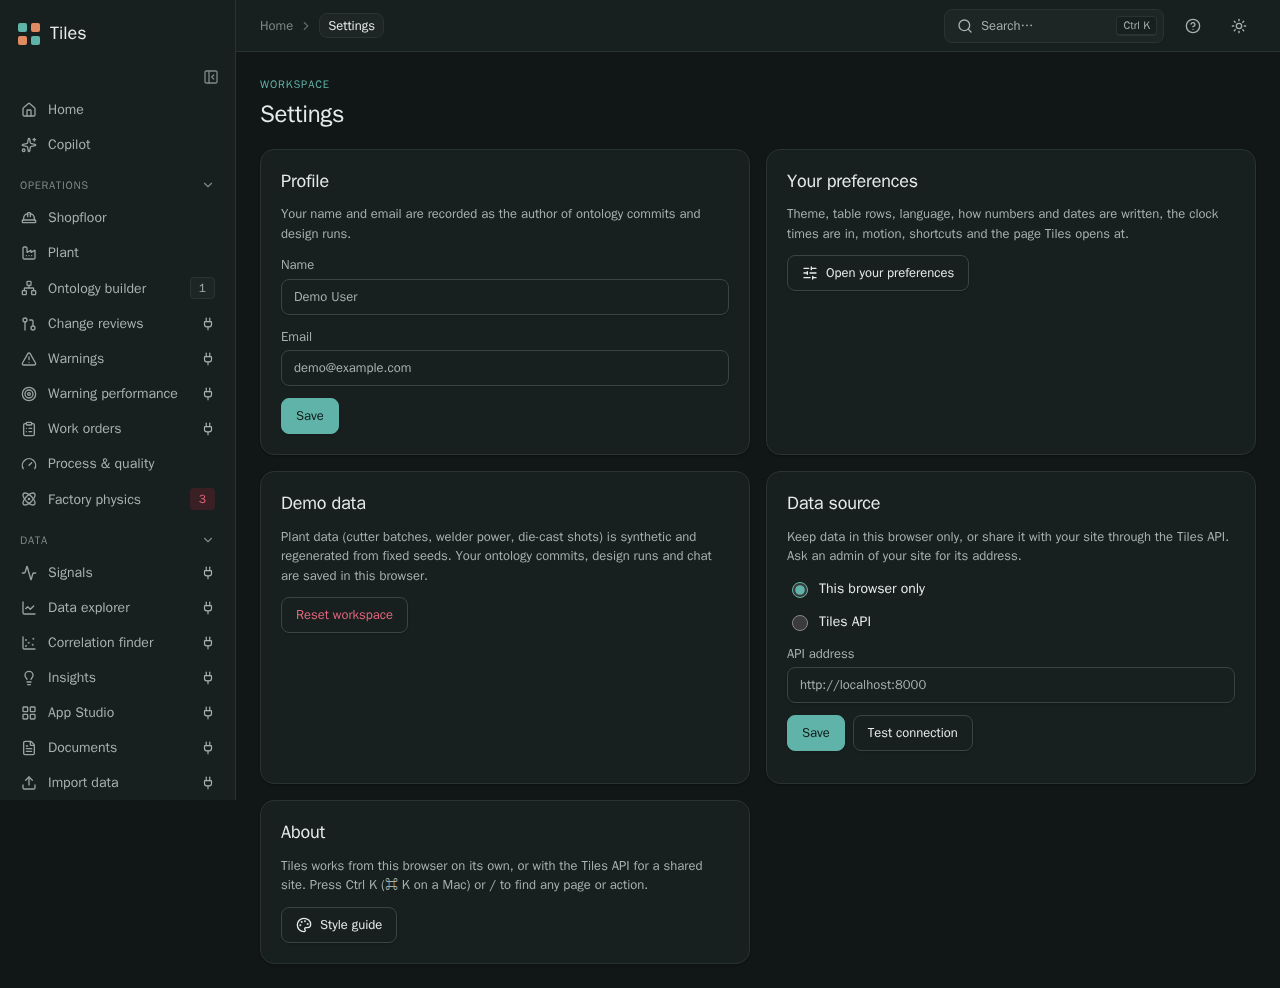 Tiles
Home
Settings
Search⋯
Ctrl K
Home
Copilot
OPERATIONS
Shopfloor
Plant
Ontology builder
1
Change reviews
Warnings
Warning performance
Work orders
Process & quality
Factory physics
3
DATA
Signals
Data explorer
Correlation finder
Insights
App Studio
Documents
Import data
WORKSPACE
Settings
Profile
Your name and email are recorded as the author of ontology commits and
design runs.
Name
Demo User
Email
demo@example.com
Save
Your preferences
Theme, table rows, language, how numbers and dates are written, the clock
times are in, motion, shortcuts and the page Tiles opens at.
Open your preferences
Demo data
Plant data (cutter batches, welder power, die-cast shots) is synthetic and
regenerated from fixed seeds. Your ontology commits, design runs and chat
are saved in this browser.
Reset workspace
Data source
Keep data in this browser only, or share it with your site through the Tiles API.
Ask an admin of your site for its address.
This browser only
Tiles API
API address
http://localhost:8000
Save
Test connection
About
Tiles works from this browser on its own, or with the Tiles API for a shared
site. Press Ctrl K (⌘ K on a Mac) or / to find any page or action.
Style guide